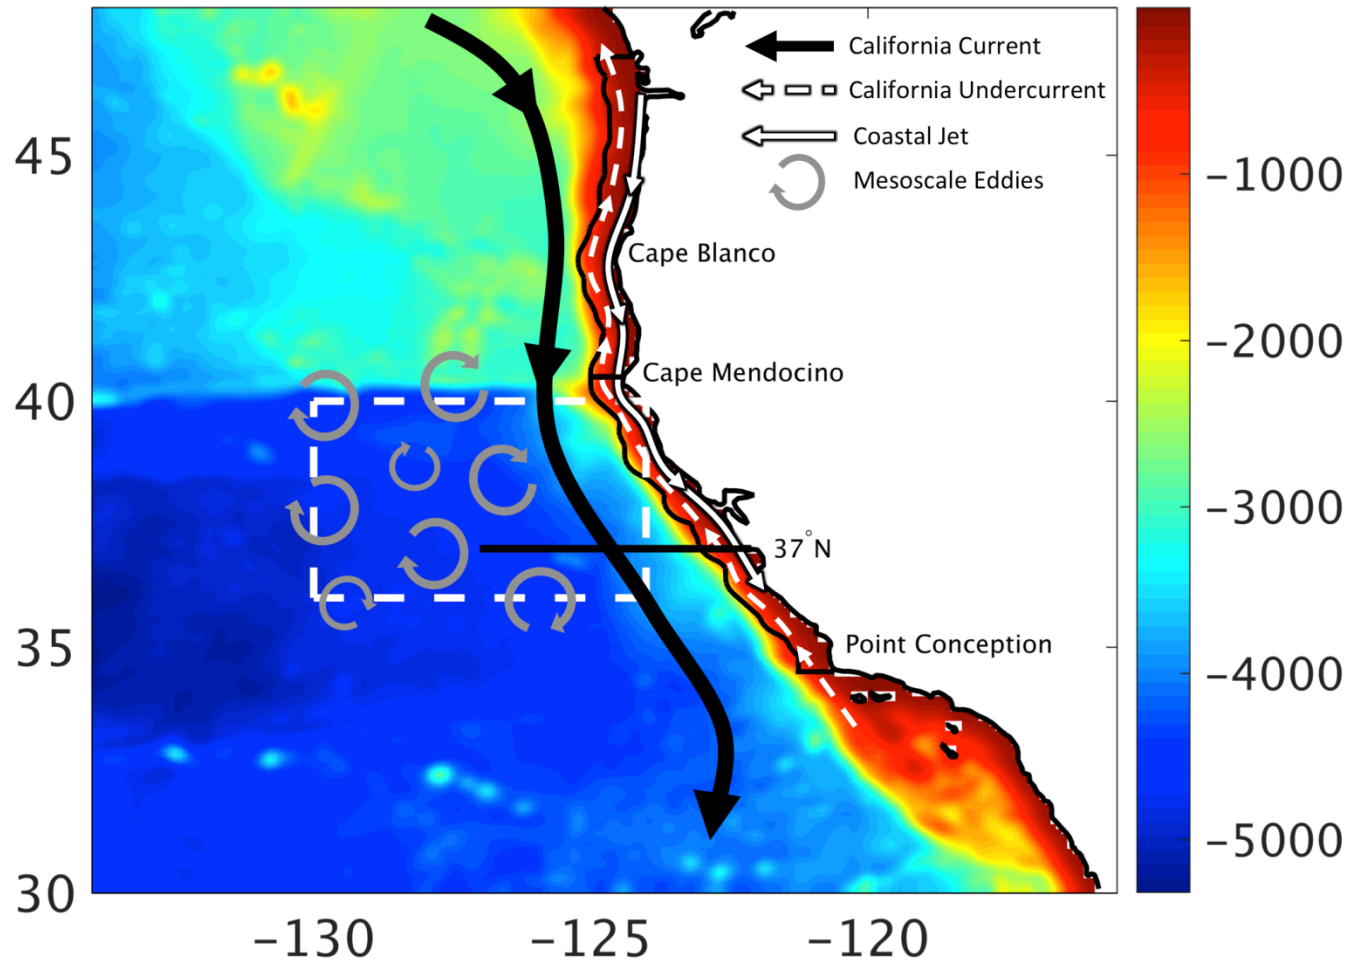 California Current
California Undercurrent
Coastal Jet
Mesoscale Eddies
Cape Blanco
Cape Mendocino
37°N
Point Conception
45
40
35
30
-130
-125
-120
-1000
-2000
-3000
-4000
-5000